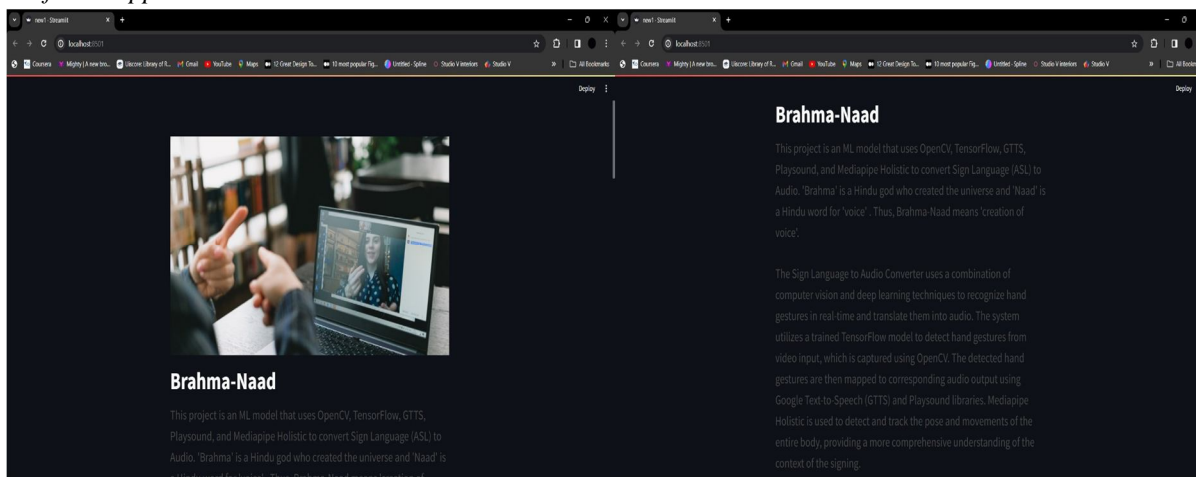 new1 · Streamlit
localhost:8501
Coursera
Mighty | A new bro...
Gmail
YouTube
Maps
12 Great Design To...
10 most popular Fig...
Untitled - Spline
Studio V interiors
Studio V
All Bookmarks
Deploy
Brahma-Naad
This project is an ML model that uses OpenCV, TensorFlow, GTTS,
Playsound, and Mediapipe Holistic to convert Sign Language (ASL) to
Audio. 'Brahma' is a Hindu god who created the universe and 'Naad' is
new1 · Streamlit
localhost:8501
Coursera
Mighty | A new bro...
Gmail
YouTube
Maps
12 Great Design To...
10 most popular Fig...
Untitled - Spline
Studio V interiors
Studio V
All Bookm
Deploy
Brahma-Naad
This project is an ML model that uses OpenCV, TensorFlow, GTTS,
Playsound, and Mediapipe Holistic to convert Sign Language (ASL) to
Audio. 'Brahma' is a Hindu god who created the universe and 'Naad' is
a Hindu word for 'voice' . Thus, Brahma-Naad means 'creation of
voice'.
The Sign Language to Audio Converter uses a combination of
computer vision and deep learning techniques to recognize hand
gestures in real-time and translate them into audio. The system
utilizes a trained TensorFlow model to detect hand gestures from
video input, which is captured using OpenCV. The detected hand
gestures are then mapped to corresponding audio output using
Google Text-to-Speech (GTTS) and Playsound libraries. Mediapipe
Holistic is used to detect and track the pose and movements of the
entire body, providing a more comprehensive understanding of the
context of the signing.